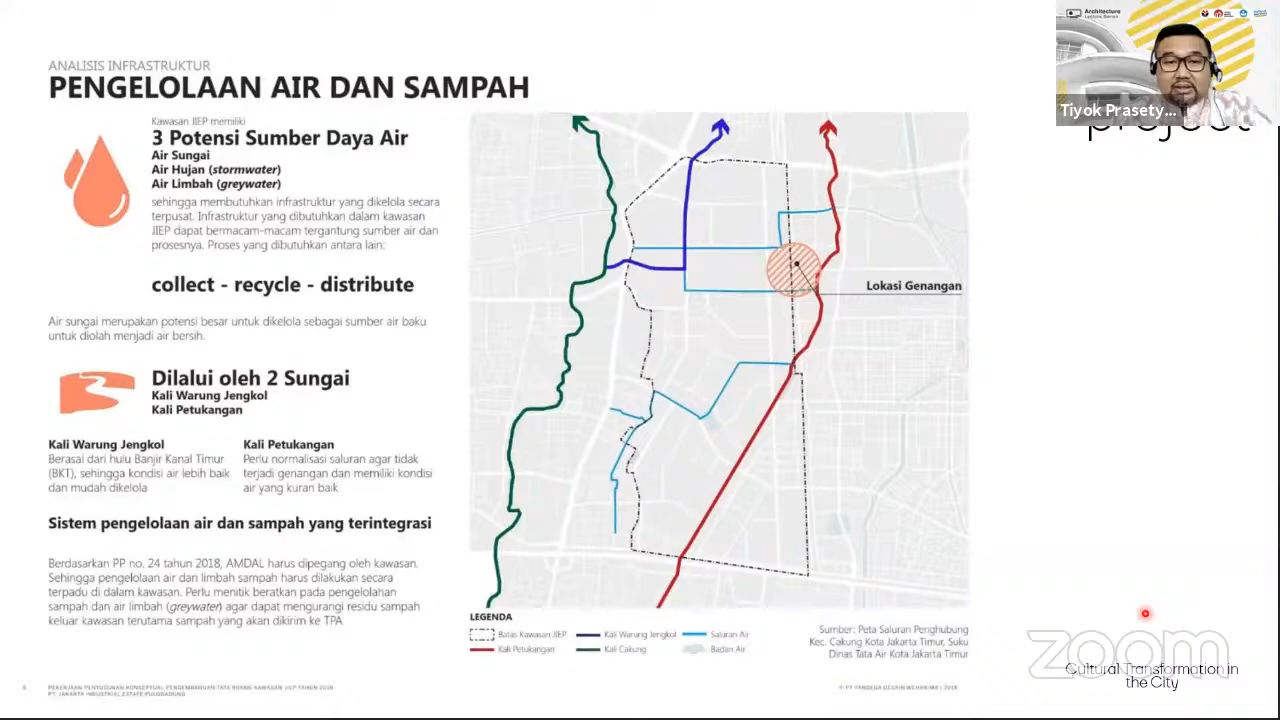 ANALISIS INFRASTRUKTUR
PENGELOLAAN AIR DAN SAMPAH
Kawasan JIEP memiliki
3 Potensi Sumber Daya Air
Air Sungai
Air Hujan (stormwater)
Air Limbah (greywater)
sehingga membutuhkan infrastruktur yang dikelola secara
terpusat. Infrastruktur yang dibutuhkan dalam kawasan
JIEP dapat bermacam-macam tergantung sumber air dan
prosesnya. Proses yang dibutuhkan antara lain:
collect - recycle - distribute
Air sungai merupakan potensi besar untuk dikelola sebagai sumber air baku
untuk diolah menjadi air bersih.
Dilalui oleh 2 Sungai
Kali Warung Jengkol
Kali Petukangan
Kali Warung Jengkol
Berasal dari hulu Banjir Kanal Timur
(BKT), sehingga kondisi air lebih baik
dan mudah dikelola
Kali Petukangan
Perlu normalisasi saluran agar tidak
terjadi genangan dan memiliki kondisi
air yang kuran baik
Sistem pengelolaan air dan sampah yang terintegrasi
Berdasarkan PP no. 24 tahun 2018, AMDAL harus dipegang oleh kawasan.
Sehingga pengelolaan air dan limbah sampah harus dilakukan secara
terpadu di dalam kawasan. Perlu menitik beratkan pada pengelolahan
sampah dan air limbah (greywater) agar dapat mengurangi residu sampah
keluar kawasan terutama sampah yang akan dikirim ke TPA
Lokasi Genangan
LEGENDA
Batas Kawasan JIEP
Kali Warung Jengkol
Saluran Air
Kali Petukangan
Kali Cakung
Badan Air
Sumber: Peta Saluran Penghubung
Kec. Cakung Kota Jakarta Timur, Suku
Dinas Tata Air Kota Jakarta Timur
PT. JAKARTA INDUSTRIAL ESTATE PULOGADUNG
Architecture
Lecture Series
Tiyok Prasety...
project
zoom
Cultural Transformation in
the City